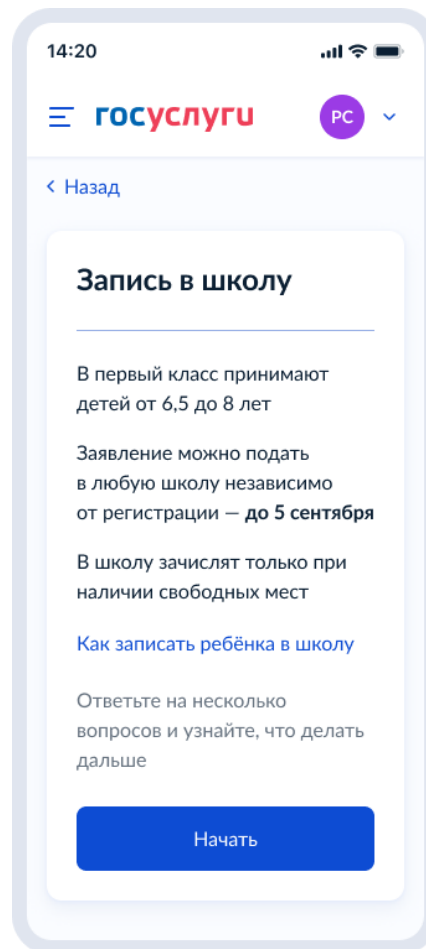 14:20
госуслуги
РС
Назад
Запись в школу
В первый класс принимают
детей от 6,5 до 8 лет
Заявление можно подать
в любую школу независимо
от регистрации — до 5 сентября
В школу зачислят только при
наличии свободных мест
Как записать ребёнка в школу
Ответьте на несколько
вопросов и узнайте, что делать
дальше
Начать